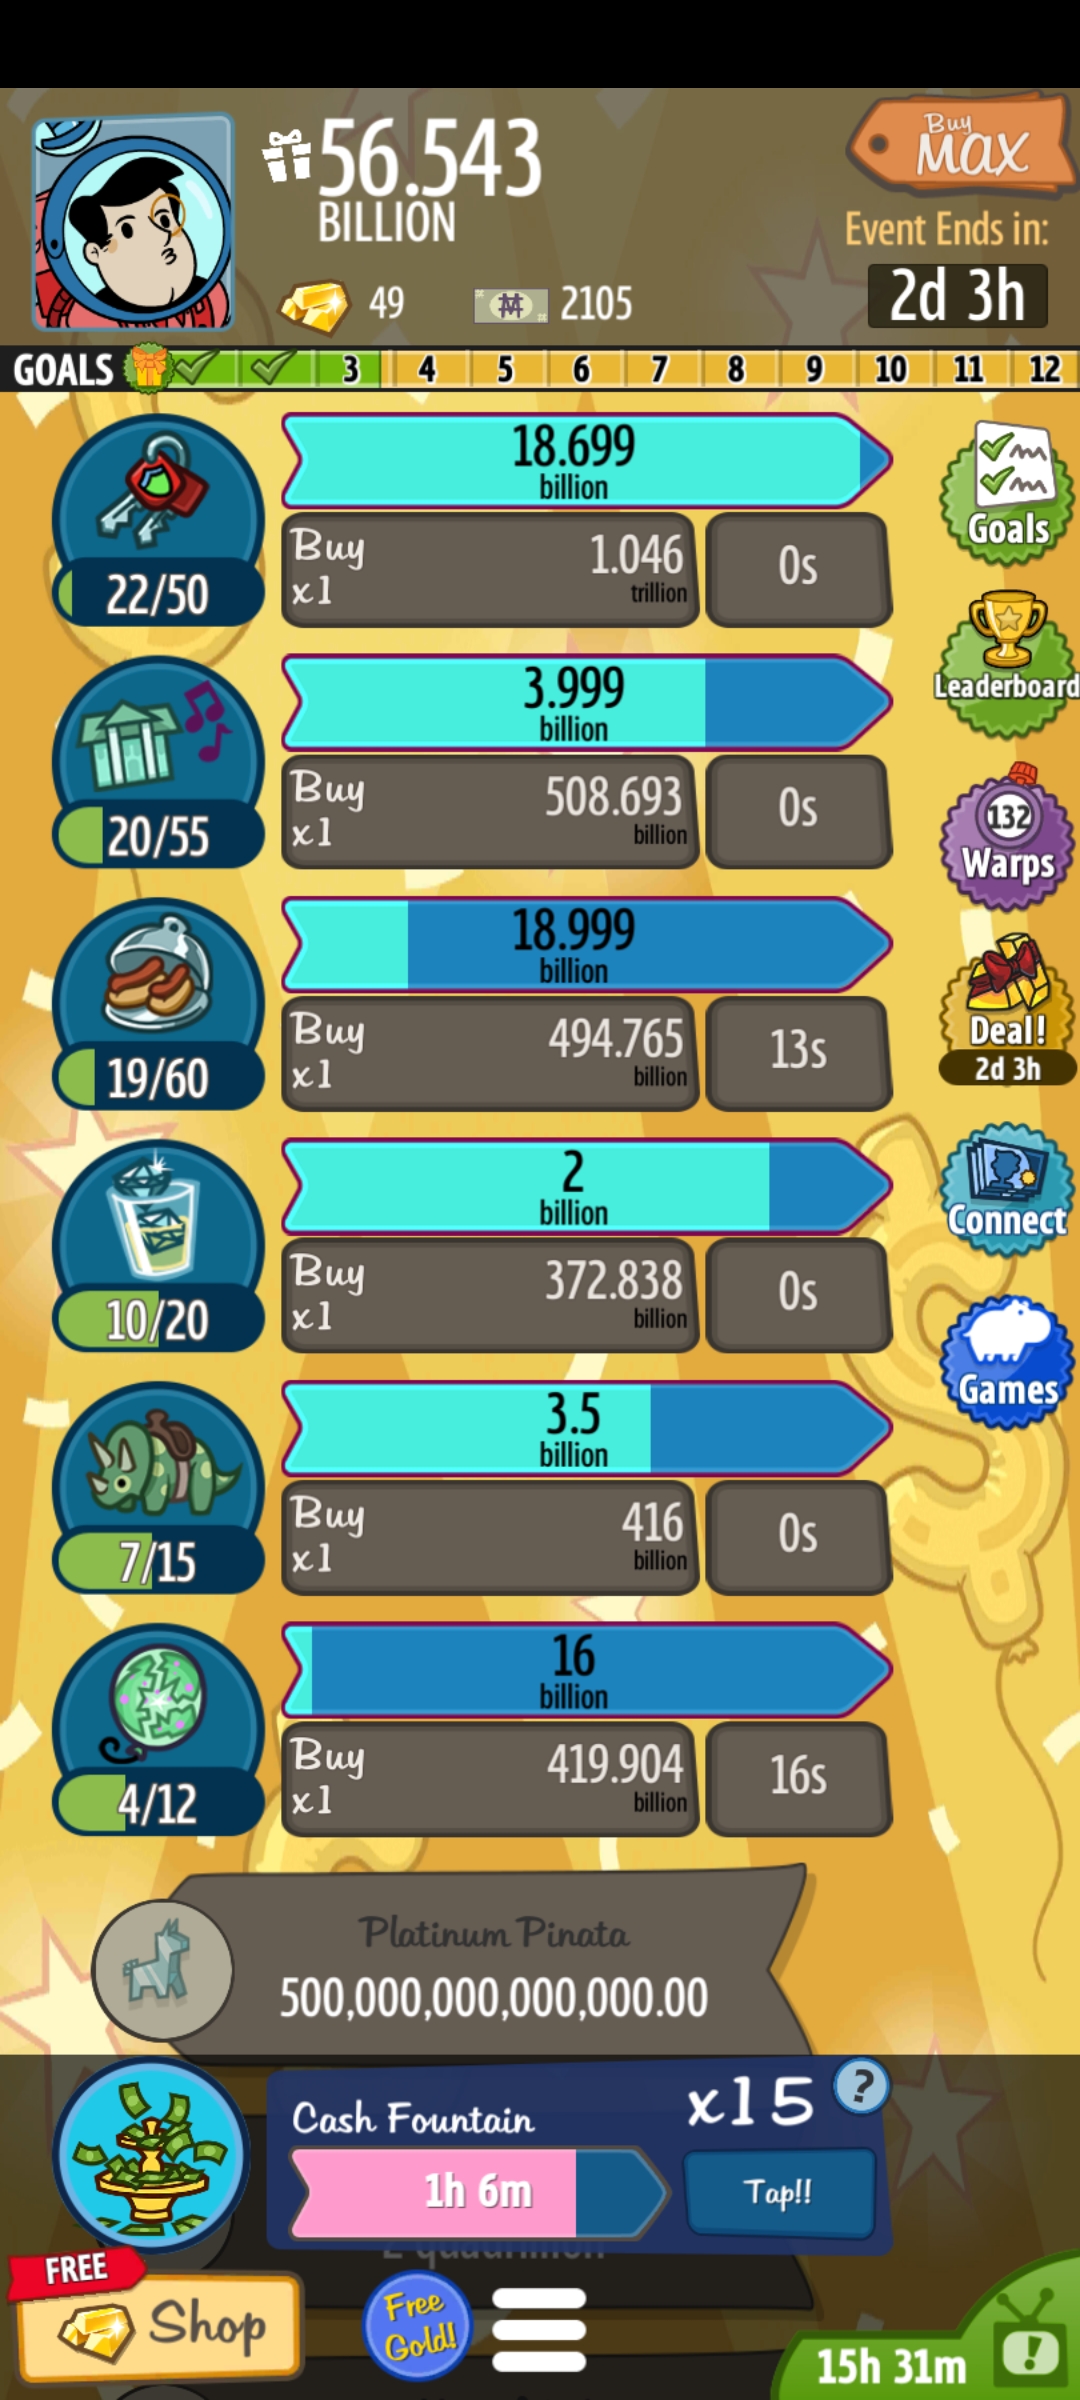 56.543
BILLION
Buy
Max
Event Ends in:
2d 3h
49
2105
GOALS 3 4 5 6 7 8 9 10 11 12
18.699
billion
Buy
x1
1.046
trillion
0s
22/50
Goals
3.999
billion
Buy
x1
508.693
billion
0s
20/55
Leaderboard
18.999
billion
Buy
x1
494.765
billion
13s
19/60
132
Warps
2
billion
Buy
x1
372.838
billion
0s
10/20
Deal!
2d 3h
3.5
billion
Buy
x1
416
billion
0s
7/15
Connect
16
billion
Buy
x1
419.904
billion
16s
4/12
Games
Platinum Pinata
500,000,000,000,000.00
Cash Fountain
x15
?
1h 6m
Tap!!
2 quadrillion
FREE
Shop
Free
Gold!
15h 31m
!